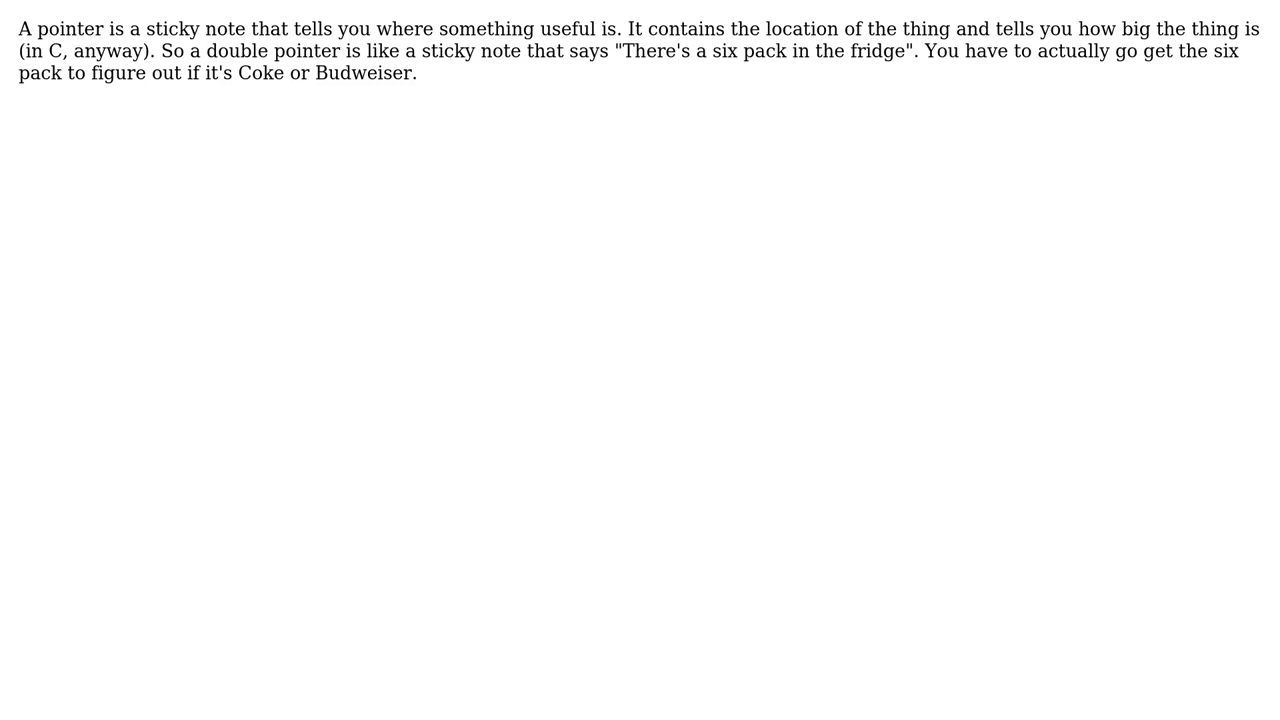 A pointer is a sticky note that tells you where something useful is. It contains the location of the thing and tells you how big the thing is
(in C, anyway). So a double pointer is like a sticky note that says "There's a six pack in the fridge". You have to actually go get the six
pack to figure out if it's Coke or Budweiser.